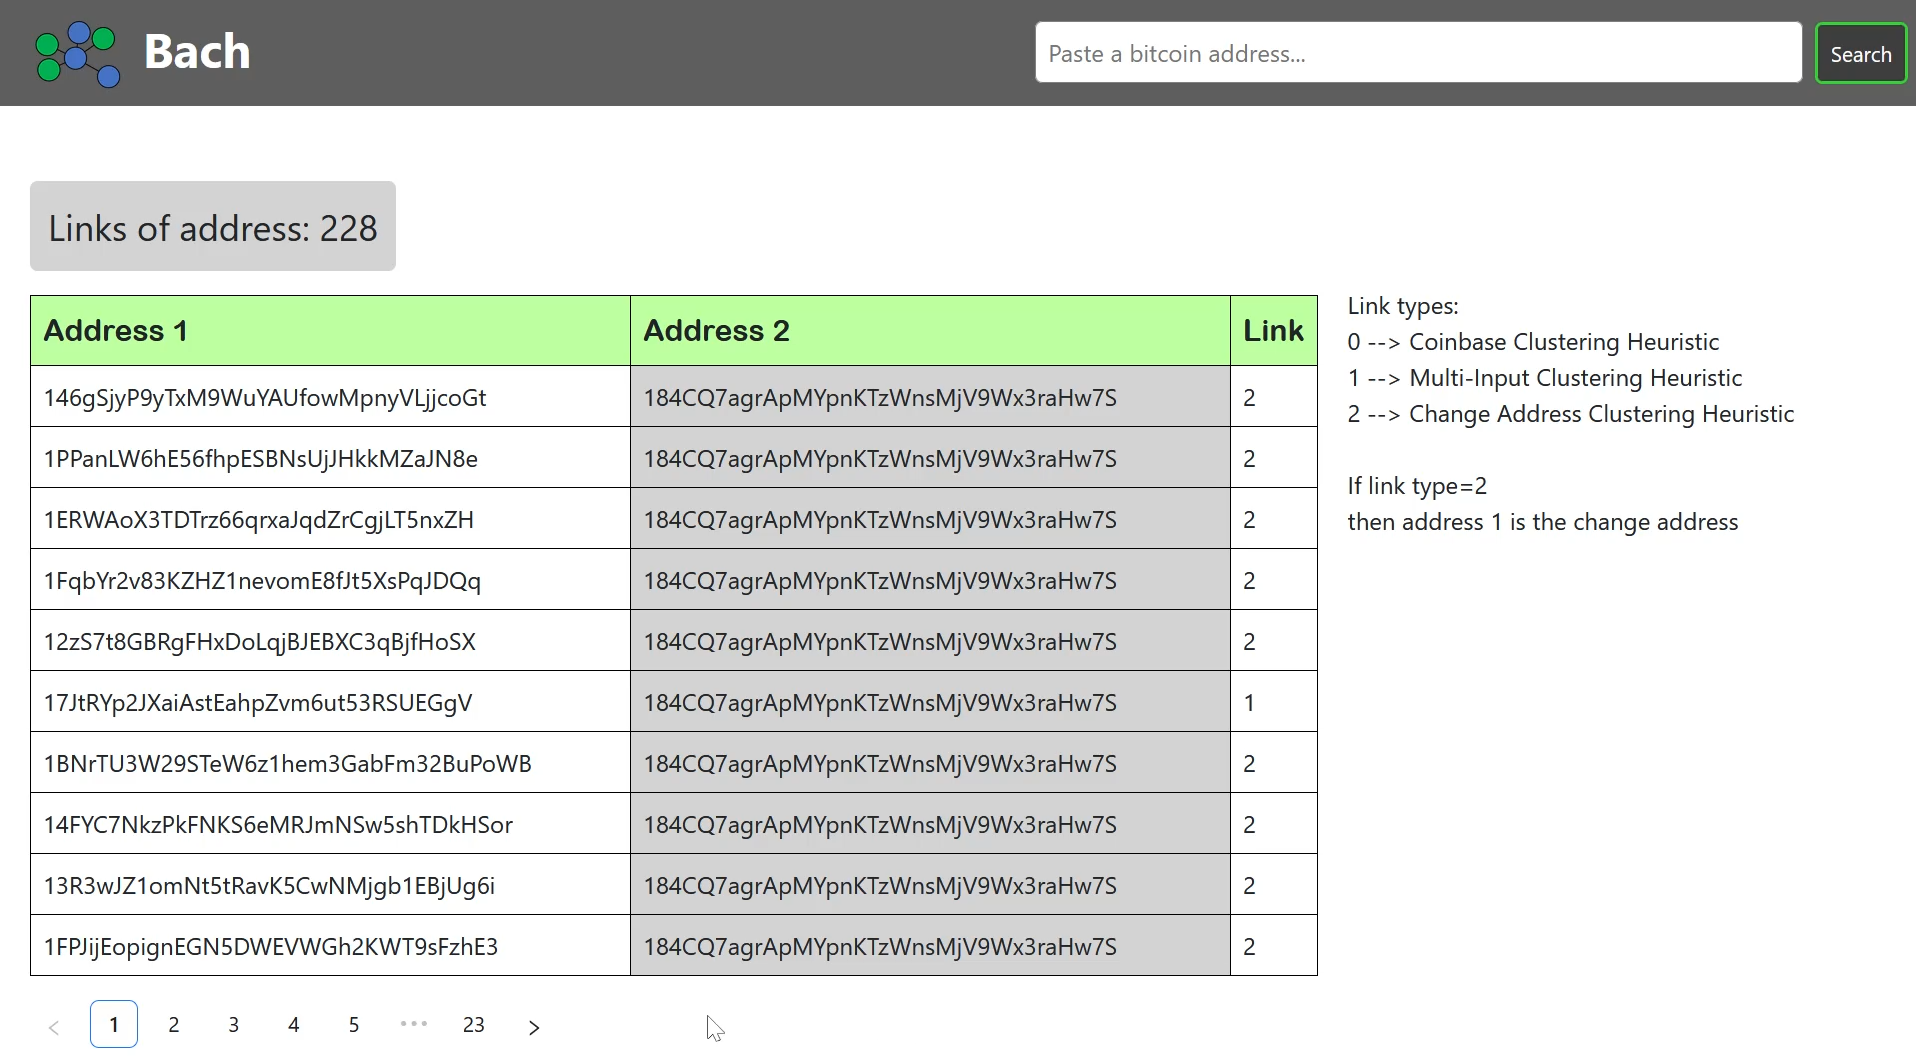 Bach
Paste a bitcoin address...
Search
Links of address: 228
Address 1 Address 2 Link
146gSjyP9yTxM9WuYAUfowMpnyVLjjcoGt 184CQ7agrApMYpnKTzWnsMjV9Wx3raHw7S 2
1PPanLW6hE56fhpESBNsUjJHkkMZaJN8e 184CQ7agrApMYpnKTzWnsMjV9Wx3raHw7S 2
1ERWAoX3TDTrz66qrxaJqdZrCgjLT5nxZH 184CQ7agrApMYpnKTzWnsMjV9Wx3raHw7S 2
1FqbYr2v83KZHZ1nevomE8fJt5XsPqJDQq 184CQ7agrApMYpnKTzWnsMjV9Wx3raHw7S 2
12zS7t8GBRgFHxDoLqjBJEBXC3qBjfHoSX 184CQ7agrApMYpnKTzWnsMjV9Wx3raHw7S 2
17JtRYp2JXaiAstEahpZvm6ut53RSUEGgV 184CQ7agrApMYpnKTzWnsMjV9Wx3raHw7S 1
1BNrTU3W29STeW6z1hem3GabFm32BuPoWB 184CQ7agrApMYpnKTzWnsMjV9Wx3raHw7S 2
14FYC7NkzPkFNKS6eMRJmNSw5shTDkHSor 184CQ7agrApMYpnKTzWnsMjV9Wx3raHw7S 2
13R3wJZ1omNt5tRavK5CwNMjgb1EBjUg6i 184CQ7agrApMYpnKTzWnsMjV9Wx3raHw7S 2
1FPJijEopignEGN5DWEVWGh2KWT9sFzhE3 184CQ7agrApMYpnKTzWnsMjV9Wx3raHw7S 2
Link types:
0 --> Coinbase Clustering Heuristic
1 --> Multi-Input Clustering Heuristic
2 --> Change Address Clustering Heuristic
If link type=2
then address 1 is the change address
< 1 2 3 4 5 ••• 23 >